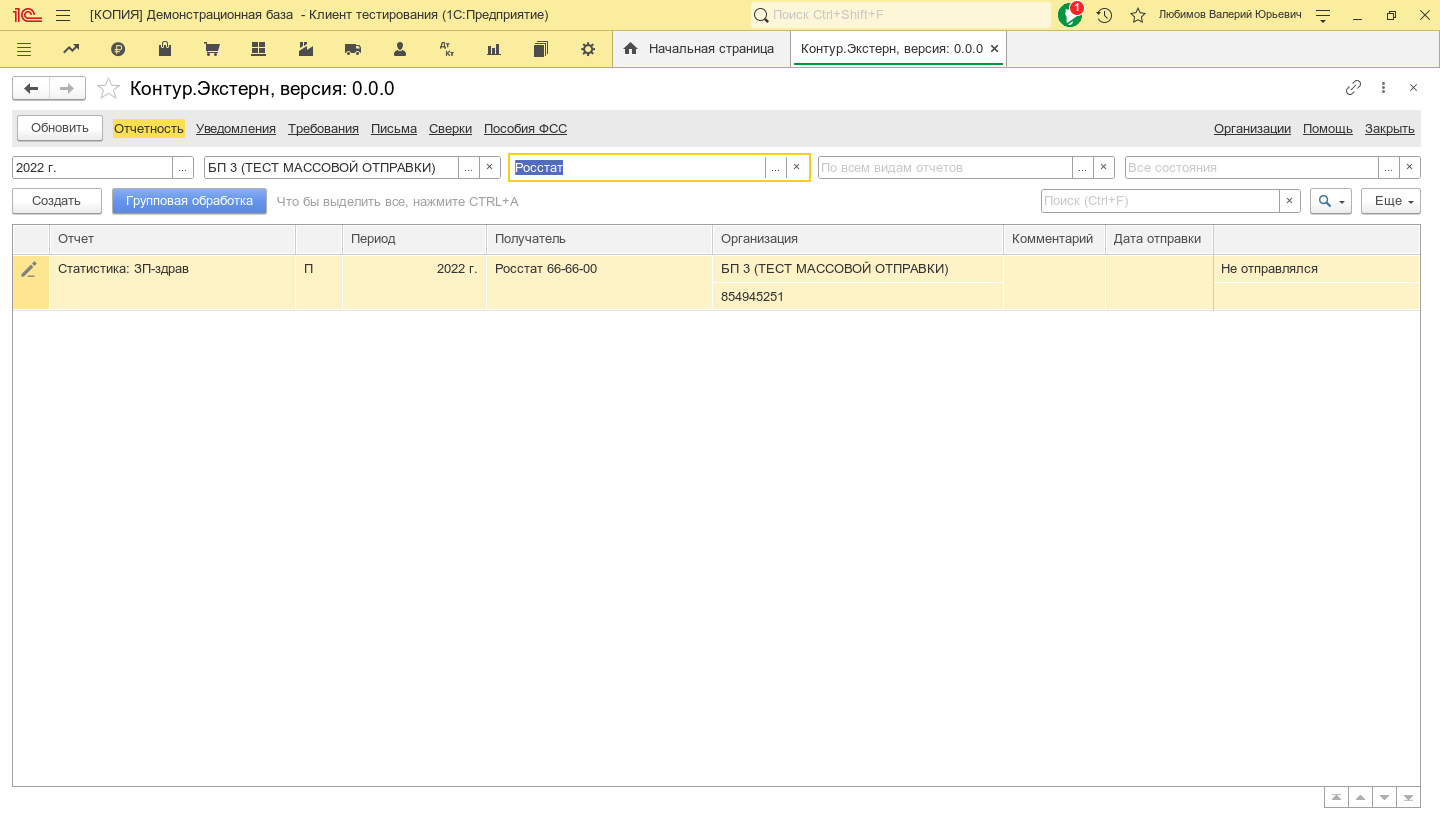 [КОПИЯ] Демонстрационная база - Клиент тестирования (1С:Предприятие) Поиск Ctrl+Shift+F 1 Любимов Валерий Юрьевич
Дт Кт Начальная страница Контур.Экстерн, версия: 0.0.0 ×
Контур.Экстерн, версия: 0.0.0
Обновить Отчетность Уведомления Требования Письма Сверки Пособия ФСС Организации Помощь Закрыть
2022 г. ... БП 3 (ТЕСТ МАССОВОЙ ОТПРАВКИ) ... × Росстат ... × По всем видам отчетов ... × Все состояния ... ×
Создать Групповая обработка Что бы выделить все, нажмите CTRL+A Поиск (Ctrl+F) × Еще
Отчет Период Получатель Организация Комментарий Дата отправки
Статистика: ЗП-здрав П 2022 г. Росстат 66-66-00 БП 3 (ТЕСТ МАССОВОЙ ОТПРАВКИ) Не отправлялся
854945251